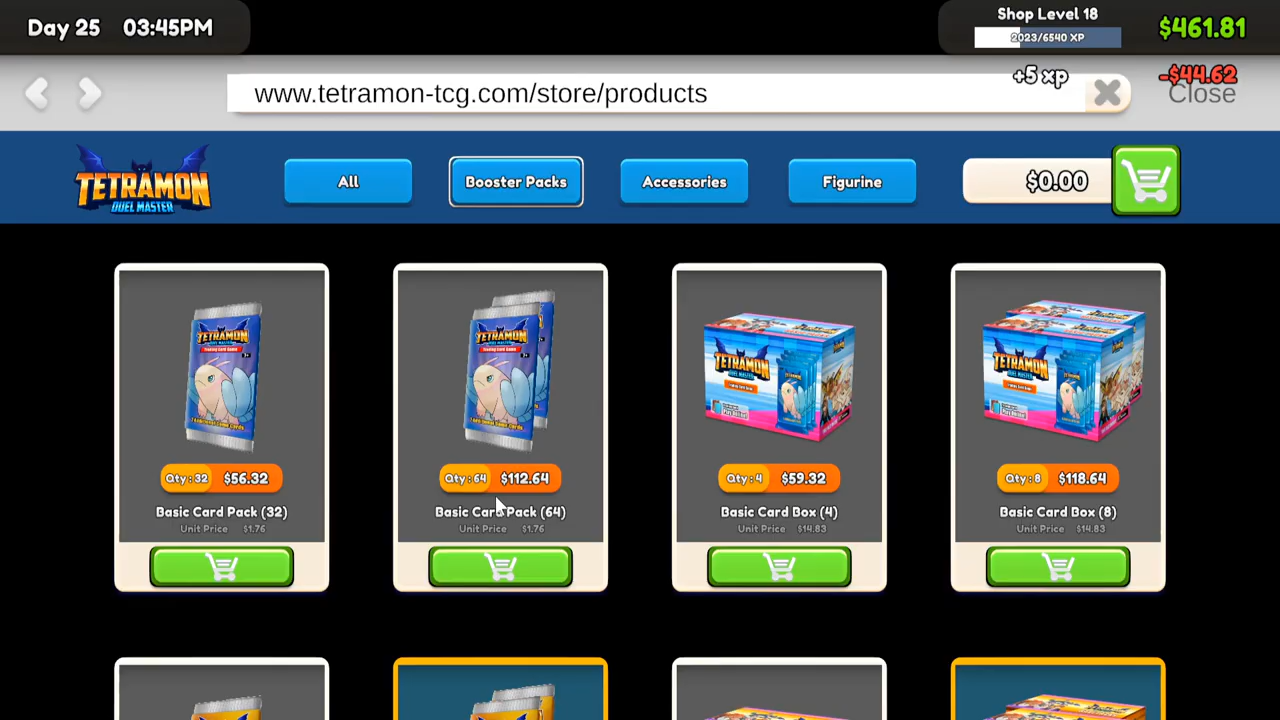 Day 25 03:45PM
Shop Level 18
2023/6540 XP
$461.81
+5 xp
-$44.62
www.tetramon-tcg.com/store/products
Close
TETRAMON
DUEL MASTER
All
Booster Packs
Accessories
Figurine
$0.00
TETRAMON
TETRAMON
TETRAMON
TETRAMON
Qty : 32 $56.32
Qty : 64 $112.64
Qty : 4 $59.32
Qty : 8 $118.64
Basic Card Pack (32)
Basic Card Pack (64)
Basic Card Box (4)
Basic Card Box (8)
Unit Price $1.76
Unit Price $1.76
Unit Price $14.83
Unit Price $14.83